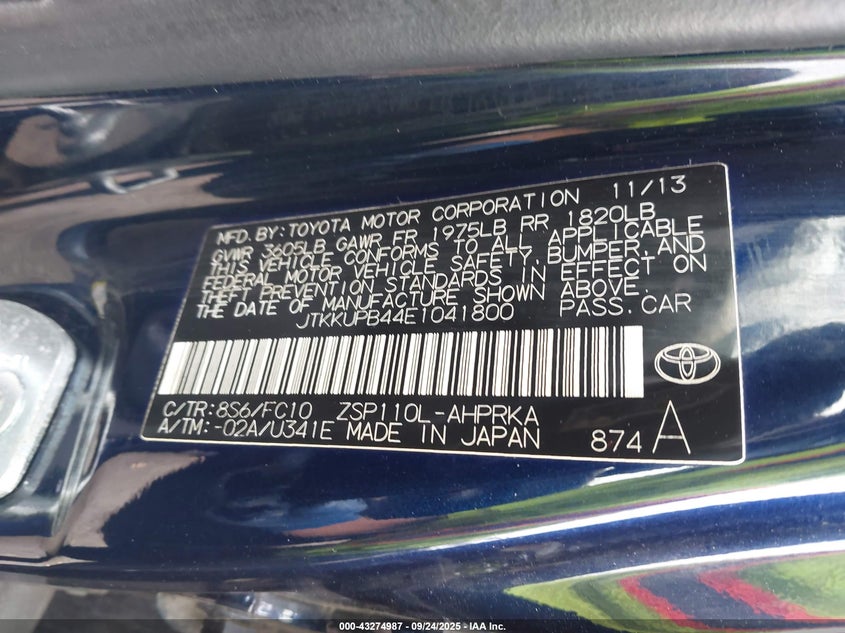 MFD. BY: TOYOTA MOTOR CORPORATION 11/13
GVWR 3605LB GAWR FR 1975LB RR 1820LB
THIS VEHICLE CONFORMS TO ALL APPLICABLE
FEDERAL MOTOR VEHICLE SAFETY, BUMPER, AND
THEFT PREVENTION STANDARDS IN EFFECT ON
THE DATE OF MANUFACTURE SHOWN ABOVE.
JTKKUPB44E1041800 PASS. CAR
C/TR: 8S6/FC10 ZSP110L-AHPRKA
A/TM: -02A/U341E MADE IN JAPAN 874 A
000-43274987 - 09/24/2025 - IAA Inc.